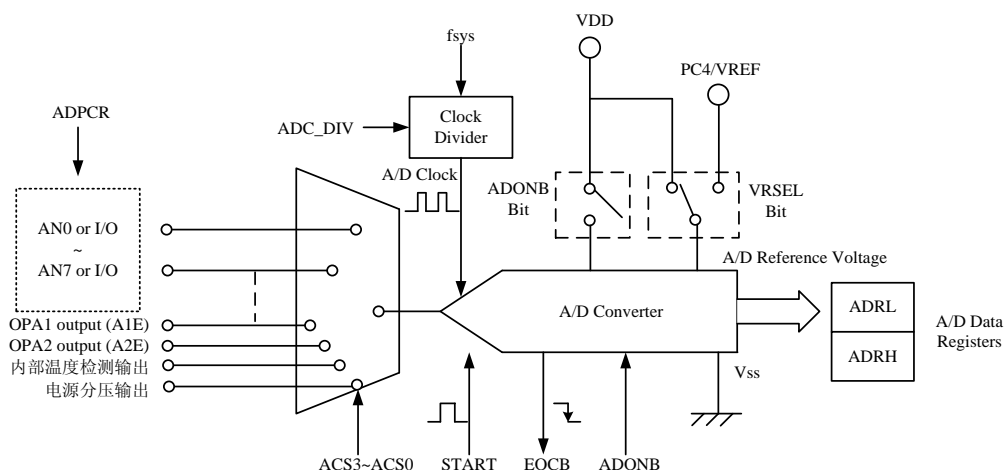 VDD
fsys
PC4/VREF
ADPCR
ADC_DIV
Clock
Divider
A/D Clock
ADONB
Bit
VRSEL
Bit
AN0 or I/O
~
AN7 or I/O
A/D Reference Voltage
A/D Converter
ADRL
ADRH
A/D Data
Registers
OPA1 output (A1E)
OPA2 output (A2E)
内部温度检测输出
电源分压输出
Vss
ACS3~ACS0
START
EOCB
ADONB